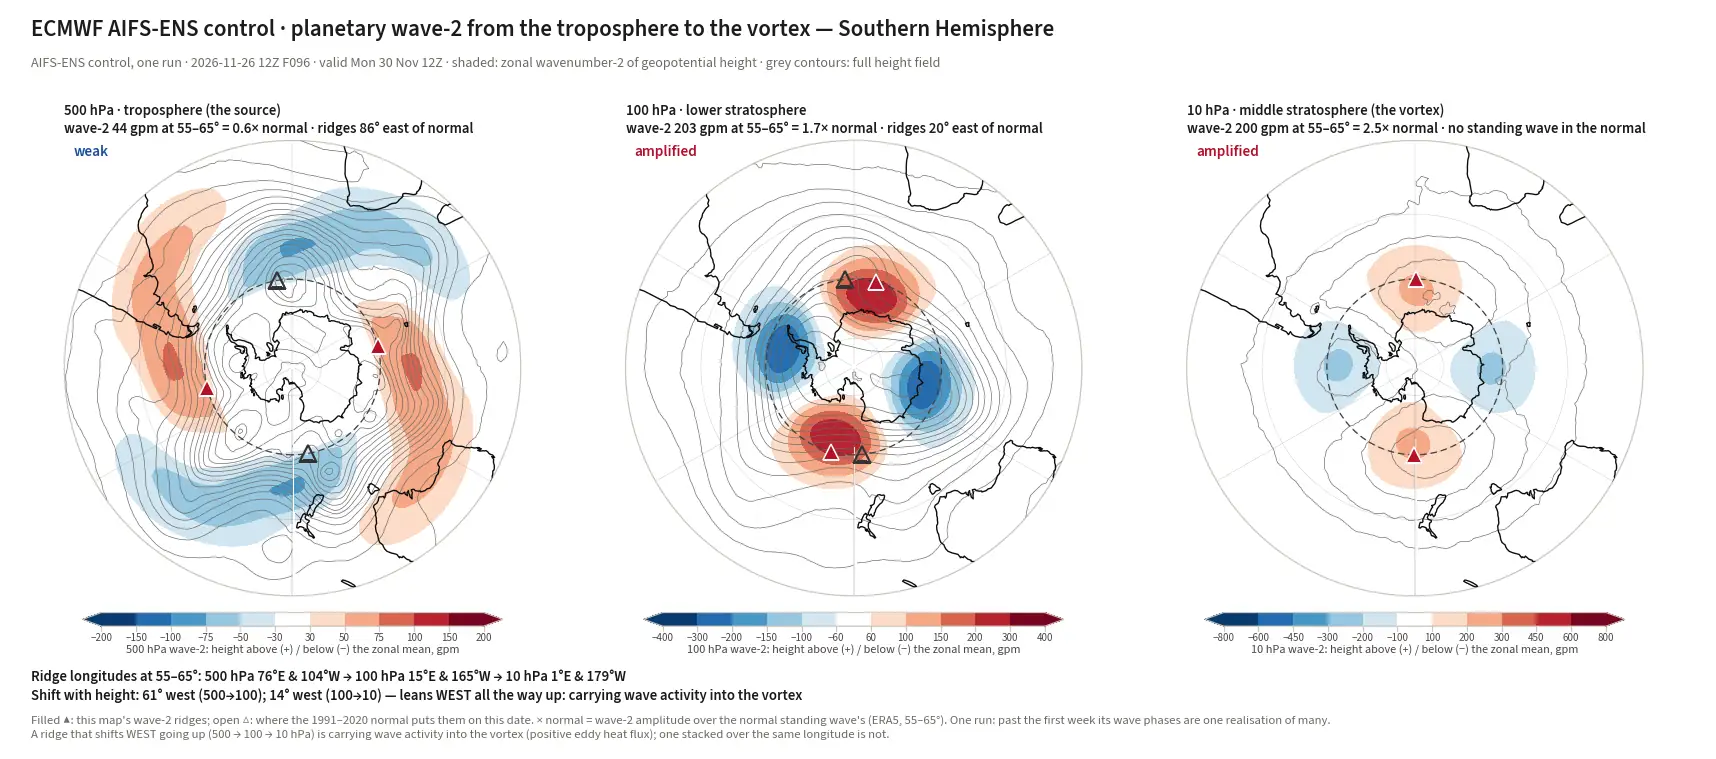 ECMWF AIFS-ENS control · planetary wave-2 from the troposphere to the vortex — Southern Hemisphere
AIFS-ENS control, one run · 2026-11-26 12Z F096 · valid Mon 30 Nov 12Z · shaded: zonal wavenumber-2 of geopotential height · grey contours: full height field
500 hPa · troposphere (the source)
wave-2 44 gpm at 55–65° = 0.6× normal · ridges 86° east of normal
weak
100 hPa · lower stratosphere
wave-2 203 gpm at 55–65° = 1.7× normal · ridges 20° east of normal
amplified
10 hPa · middle stratosphere (the vortex)
wave-2 200 gpm at 55–65° = 2.5× normal · no standing wave in the normal
amplified
−200 −150 −100 −75 −50 −30 30 50 75 100 150 200
500 hPa wave-2: height above (+) / below (−) the zonal mean, gpm
−400 −300 −200 −150 −100 −60 60 100 150 200 300 400
100 hPa wave-2: height above (+) / below (−) the zonal mean, gpm
−800 −600 −450 −300 −200 −100 100 200 300 450 600 800
10 hPa wave-2: height above (+) / below (−) the zonal mean, gpm
Ridge longitudes at 55–65°: 500 hPa 76°E & 104°W → 100 hPa 15°E & 165°W → 10 hPa 1°E & 179°W
Shift with height: 61° west (500→100); 14° west (100→10) — leans WEST all the way up: carrying wave activity into the vortex
Filled ▲: this map's wave-2 ridges; open △: where the 1991–2020 normal puts them on this date. × normal = wave-2 amplitude over the normal standing wave's (ERA5, 55–65°). One run: past the first week its wave phases are one realisation of many.
A ridge that shifts WEST going up (500 → 100 → 10 hPa) is carrying wave activity into the vortex (positive eddy heat flux); one stacked over the same longitude is not.